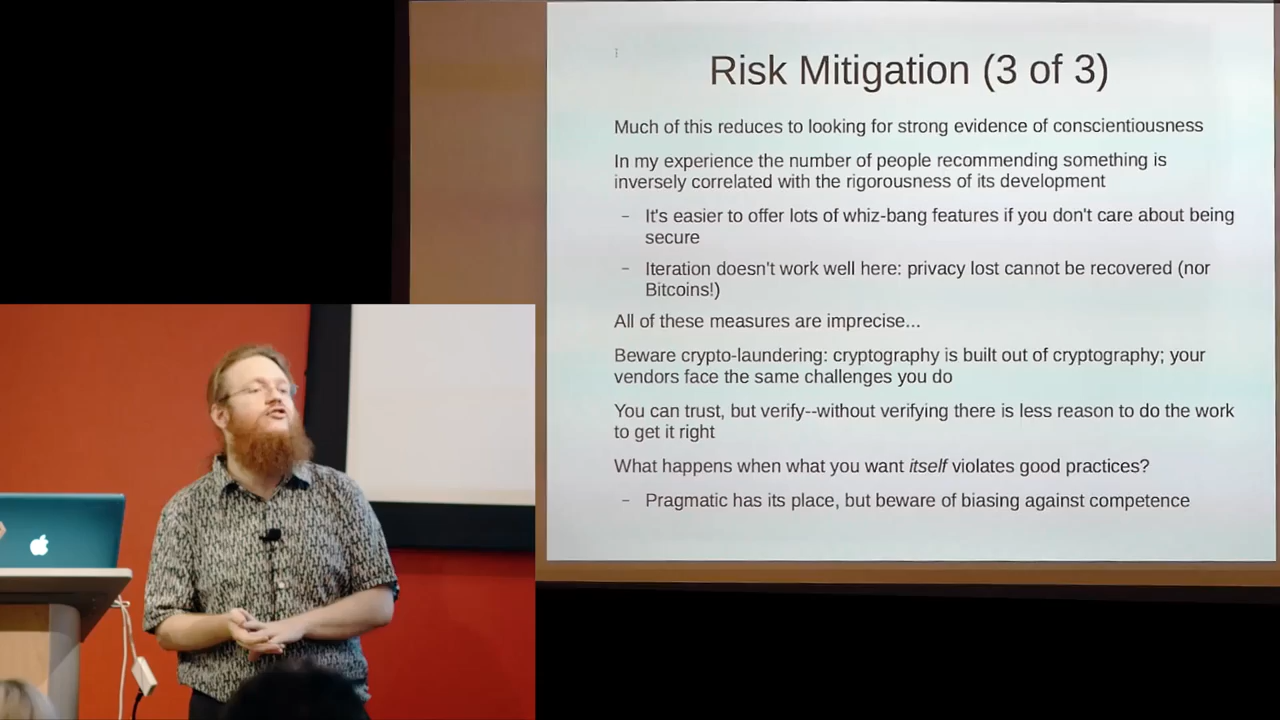 Risk Mitigation (3 of 3)
Much of this reduces to looking for strong evidence of conscientiousness
In my experience the number of people recommending something is
inversely correlated with the rigorousness of its development
– It's easier to offer lots of whiz-bang features if you don't care about being
secure
– Iteration doesn't work well here: privacy lost cannot be recovered (nor
Bitcoins!)
All of these measures are imprecise...
Beware crypto-laundering: cryptography is built out of cryptography; your
vendors face the same challenges you do
You can trust, but verify--without verifying there is less reason to do the work
to get it right
What happens when what you want itself violates good practices?
– Pragmatic has its place, but beware of biasing against competence